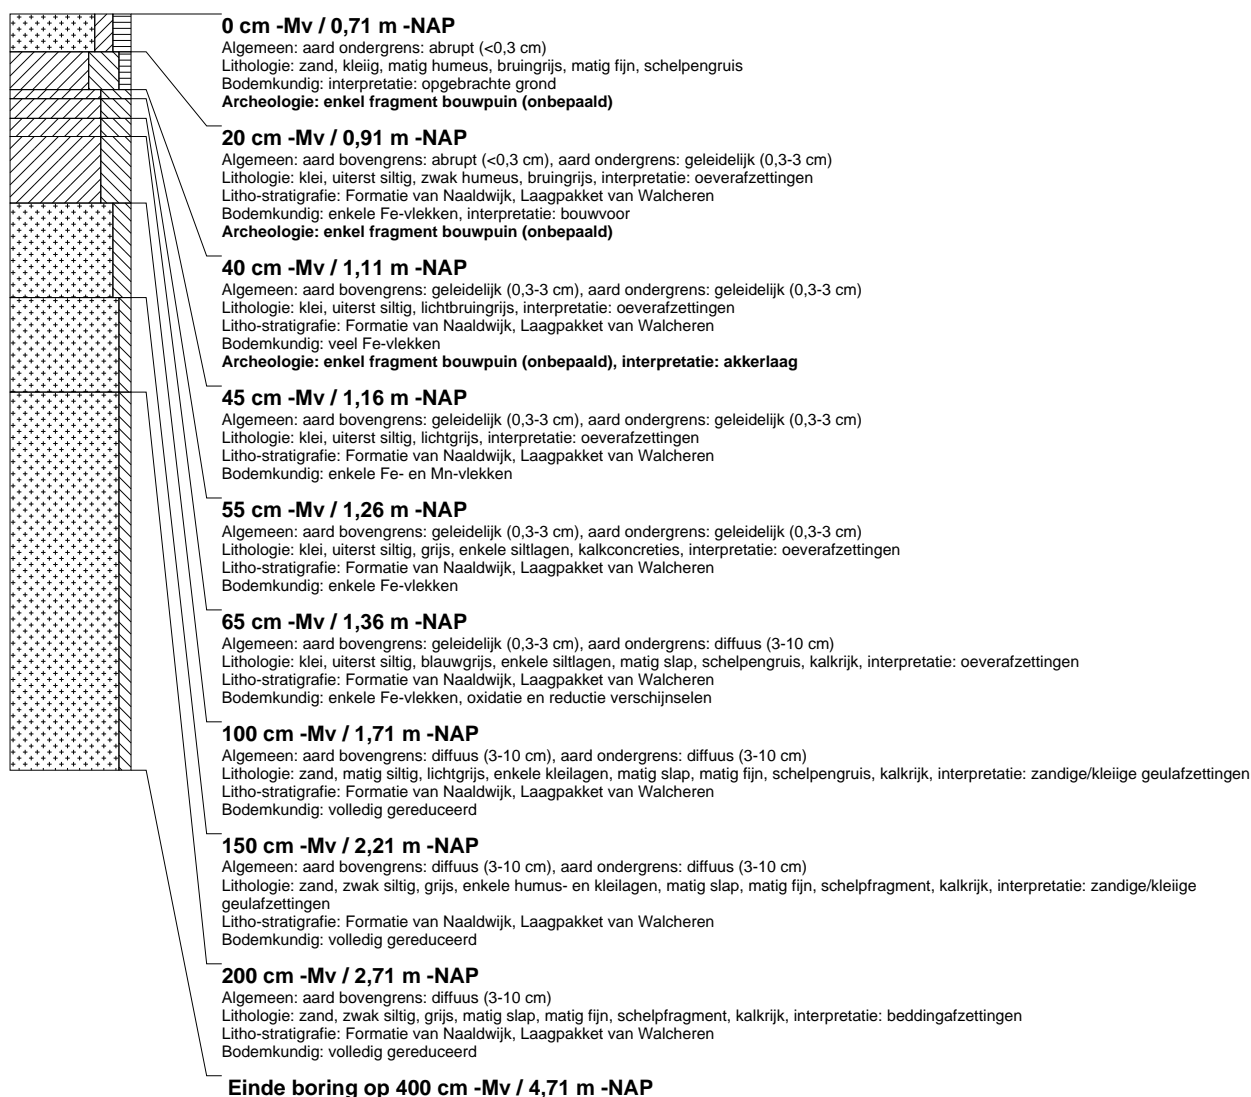 0 cm -Mv / 0,71 m -NAP
Algemeen: aard ondergrens: abrupt (<0,3 cm)
Lithologie: zand, kleiig, matig humeus, bruingrijs, matig fijn, schelpengruis
Bodemkundig: interpretatie: opgebrachte grond
Archeologie: enkel fragment bouwpuin (onbepaald)
20 cm -Mv / 0,91 m -NAP
Algemeen: aard bovengrens: abrupt (<0,3 cm), aard ondergrens: geleidelijk (0,3-3 cm)
Lithologie: klei, uiterst siltig, zwak humeus, bruingrijs, interpretatie: oeverafzettingen
Litho-stratigrafie: Formatie van Naaldwijk, Laagpakket van Walcheren
Bodemkundig: enkele Fe-vlekken, interpretatie: bouwvoor
Archeologie: enkel fragment bouwpuin (onbepaald)
40 cm -Mv / 1,11 m -NAP
Algemeen: aard bovengrens: geleidelijk (0,3-3 cm), aard ondergrens: geleidelijk (0,3-3 cm)
Lithologie: klei, uiterst siltig, lichtbruingrijs, interpretatie: oeverafzettingen
Litho-stratigrafie: Formatie van Naaldwijk, Laagpakket van Walcheren
Bodemkundig: veel Fe-vlekken
Archeologie: enkel fragment bouwpuin (onbepaald), interpretatie: akkerlaag
45 cm -Mv / 1,16 m -NAP
Algemeen: aard bovengrens: geleidelijk (0,3-3 cm), aard ondergrens: geleidelijk (0,3-3 cm)
Lithologie: klei, uiterst siltig, lichtgrijs, interpretatie: oeverafzettingen
Litho-stratigrafie: Formatie van Naaldwijk, Laagpakket van Walcheren
Bodemkundig: enkele Fe- en Mn-vlekken
55 cm -Mv / 1,26 m -NAP
Algemeen: aard bovengrens: geleidelijk (0,3-3 cm), aard ondergrens: geleidelijk (0,3-3 cm)
Lithologie: klei, uiterst siltig, grijs, enkele siltlagen, kalkconcreties, interpretatie: oeverafzettingen
Litho-stratigrafie: Formatie van Naaldwijk, Laagpakket van Walcheren
Bodemkundig: enkele Fe-vlekken
65 cm -Mv / 1,36 m -NAP
Algemeen: aard bovengrens: geleidelijk (0,3-3 cm), aard ondergrens: diffuus (3-10 cm)
Lithologie: klei, uiterst siltig, blauwgrijs, enkele siltlagen, matig slap, schelpengruis, kalkrijk, interpretatie: oeverafzettingen
Litho-stratigrafie: Formatie van Naaldwijk, Laagpakket van Walcheren
Bodemkundig: enkele Fe-vlekken, oxidatie en reductie verschijnselen
100 cm -Mv / 1,71 m -NAP
Algemeen: aard bovengrens: diffuus (3-10 cm), aard ondergrens: diffuus (3-10 cm)
Lithologie: zand, matig siltig, lichtgrijs, enkele kleilagen, matig slap, matig fijn, schelpengruis, kalkrijk, interpretatie: zandige/kleiige geulafzettingen
Litho-stratigrafie: Formatie van Naaldwijk, Laagpakket van Walcheren
Bodemkundig: volledig gereduceerd
150 cm -Mv / 2,21 m -NAP
Algemeen: aard bovengrens: diffuus (3-10 cm), aard ondergrens: diffuus (3-10 cm)
Lithologie: zand, zwak siltig, grijs, enkele humus- en kleilagen, matig slap, matig fijn, schelpfragment, kalkrijk, interpretatie: zandige/kleiige
geulafzettingen
Litho-stratigrafie: Formatie van Naaldwijk, Laagpakket van Walcheren
Bodemkundig: volledig gereduceerd
200 cm -Mv / 2,71 m -NAP
Algemeen: aard bovengrens: diffuus (3-10 cm)
Lithologie: zand, zwak siltig, grijs, matig slap, matig fijn, schelpfragment, kalkrijk, interpretatie: beddingafzettingen
Litho-stratigrafie: Formatie van Naaldwijk, Laagpakket van Walcheren
Bodemkundig: volledig gereduceerd
Einde boring op 400 cm -Mv / 4,71 m -NAP